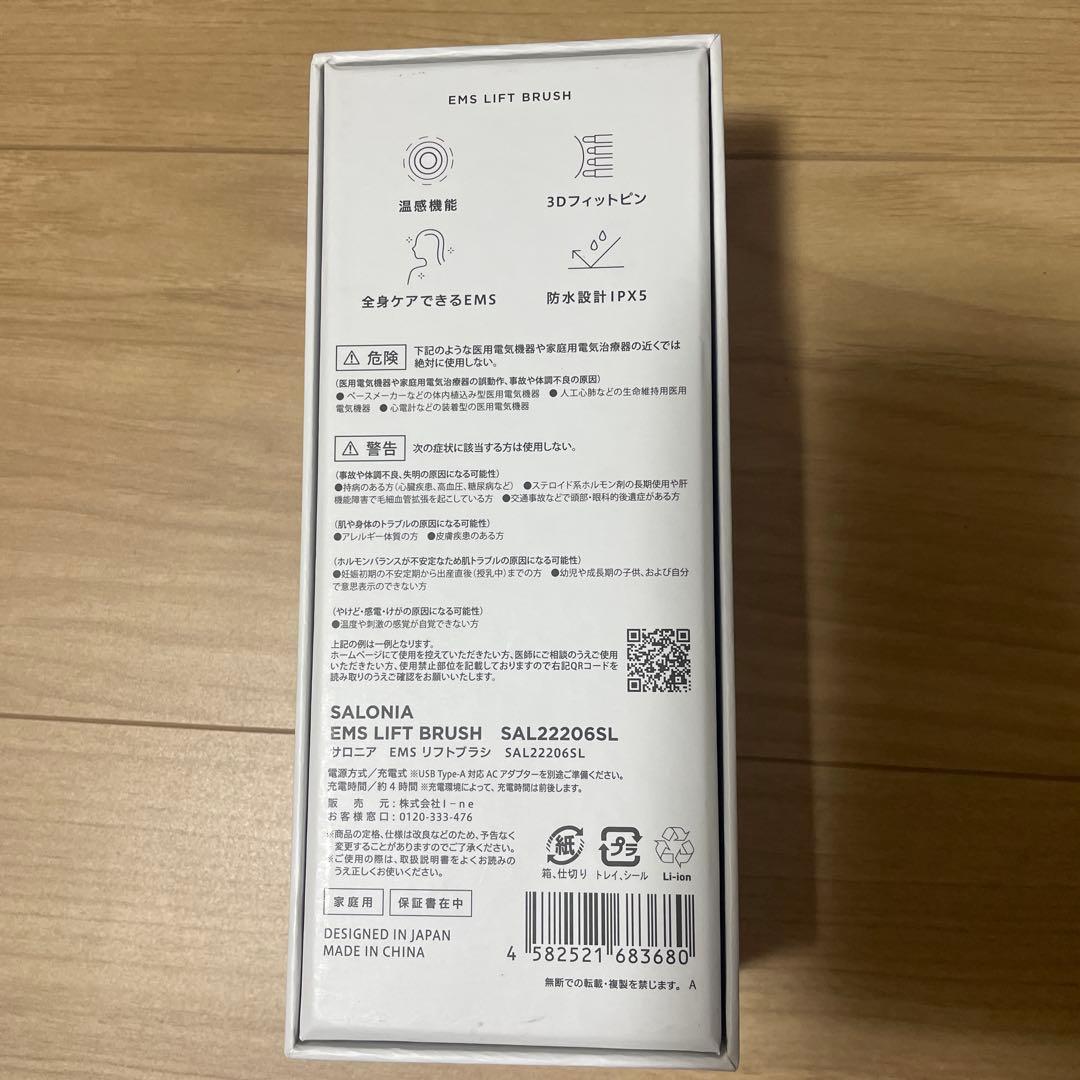 EMS LIFT BRUSH
温感機能
3Dフィットピン
全身ケアできるEMS
防水設計IPX5
危険
下記のような医用電気機器や家庭用電気治療器の近くでは
絶対に使用しない。
(医用電気機器や家庭用電気治療器の誤動作、事故や体調不良の原因)
●ペースメーカーなどの体内植込み型医用電気機器 ●人工心肺などの生命維持用医用
電気機器 ●心電計などの装着型の医用電気機器
警告
次の症状に該当する方は使用しない。
(事故や体調不良、失明の原因になる可能性)
●持病のある方(心臓疾患、高血圧、糖尿病など) ●ステロイド系ホルモン剤の長期使用や肝
機能障害で毛細血管拡張を起こしている方 ●交通事故などで頭部・眼科的後遺症がある方
(肌や身体のトラブルの原因になる可能性)
●アレルギー体質の方 ●皮膚疾患のある方
(ホルモンバランスが不安定なため肌トラブルの原因になる可能性)
●妊娠初期の不安定期から出産直後(授乳中)までの方 ●幼児や成長期の子供、および自分
で意思表示のできない方
(やけど・感電・けがの原因になる可能性)
●温度や刺激の感覚が自覚できない方
上記の例は一例となります。
ホームページにて使用を控えていただきたい方、医師にご相談のうえご使用
いただきたい方、使用禁止部位を記載しておりますので右記QRコードを
読み取りのうえご確認をお願いいたします。
SALONIA
EMS LIFT BRUSH SAL22206SL
サロニア EMS リフトブラシ SAL22206SL
電源方式/充電式 ※USB Type-A 対応 AC アダプターを別途ご準備ください。
充電時間/約4時間 ※充電環境によって、充電時間は前後します。
販売元:株式会社I-ne
お客様窓口:0120-333-476
※商品の定格、仕様は改良などのため、予告なく
変更することがありますのでご了承ください。
※ご使用の際は、取扱説明書をよくお読みの
うえ正しくお使いください。
紙
箱、仕切り
プラ
トレイ、シール
Li-ion
家庭用
保証書在中
DESIGNED IN JAPAN
MADE IN CHINA
4 582521 683680
無断での転載・複製を禁じます。 A